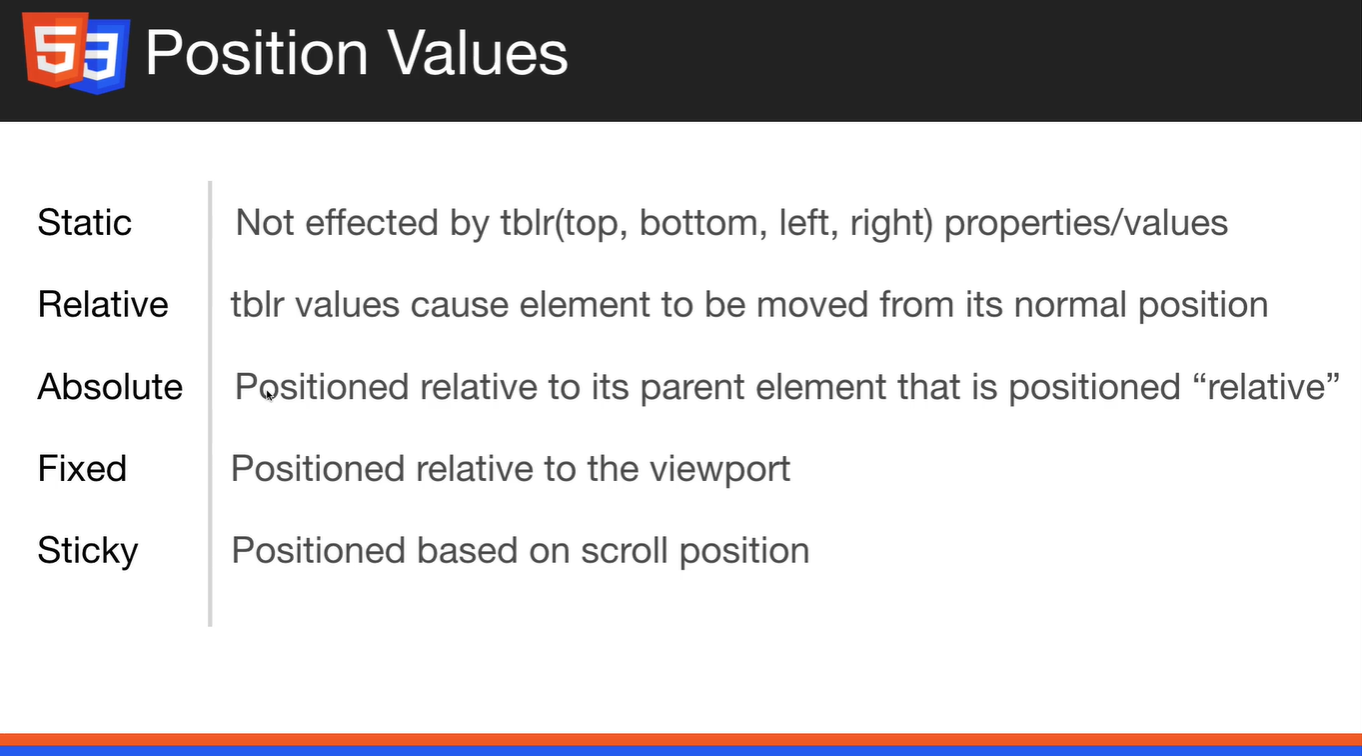 53 Position Values
Static Not effected by tblr(top, bottom, left, right) properties/values
Relative tblr values cause element to be moved from its normal position
Absolute Positioned relative to its parent element that is positioned “relative”
Fixed Positioned relative to the viewport
Sticky Positioned based on scroll position